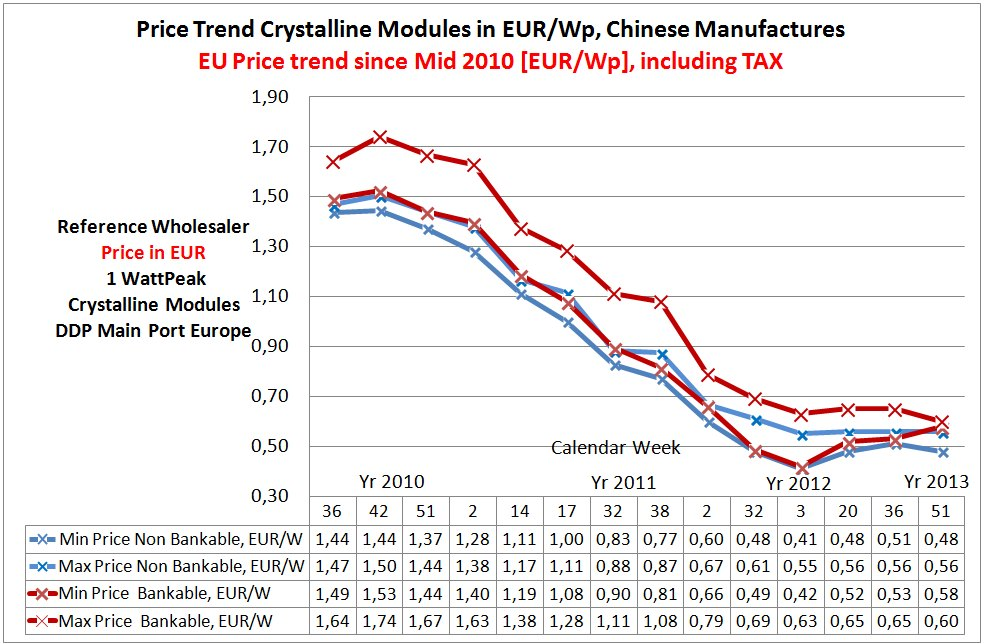 Price Trend Crystalline Modules in EUR/Wp, Chinese Manufactures
EU Price trend since Mid 2010 [EUR/Wp], including TAX
1,90
1,70
1,50
1,30
1,10
0,90
0,70
0,50
0,30
Reference Wholesaler
Price in EUR
1 WattPeak
Crystalline Modules
DDP Main Port Europe
Calendar Week
Yr 2010 Yr 2011 Yr 2012 Yr 2013
36 42 51 2 14 17 32 38 2 32 3 20 36 51
Min Price Non Bankable, EUR/W 1,44 1,44 1,37 1,28 1,11 1,00 0,83 0,77 0,60 0,48 0,41 0,48 0,51 0,48
Max Price Non Bankable, EUR/W 1,47 1,50 1,44 1,38 1,17 1,11 0,88 0,87 0,67 0,61 0,55 0,56 0,56 0,56
Min Price Bankable, EUR/W 1,49 1,53 1,44 1,40 1,19 1,08 0,90 0,81 0,66 0,49 0,42 0,52 0,53 0,58
Max Price Bankable, EUR/W 1,64 1,74 1,67 1,63 1,38 1,28 1,11 1,08 0,79 0,69 0,63 0,65 0,65 0,60